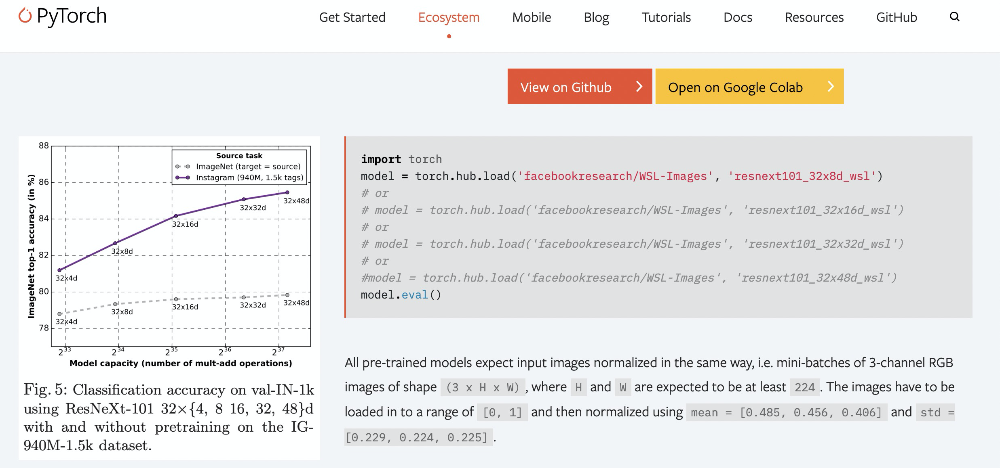 PyTorch
Get Started
Ecosystem
Mobile
Blog
Tutorials
Docs
Resources
GitHub
View on Github
Open on Google Colab
88
86
84
82
80
78
ImageNet top-1 accuracy (in %)
Source task
ImageNet (target = source)
Instagram (940M, 1.5k tags)
32x4d
32x8d
32x16d
32x32d
32x48d
32x4d
32x8d
32x16d
32x32d
32x48d
2^33
2^34
2^35
2^36
2^37
Model capacity (number of mult-add operations)
Fig. 5: Classification accuracy on val-IN-1k
using ResNeXt-101 32×{4, 8 16, 32, 48}d
with and without pretraining on the IG-
940M-1.5k dataset.
import torch
model = torch.hub.load('facebookresearch/WSL-Images', 'resnext101_32x8d_wsl')
# or
# model = torch.hub.load('facebookresearch/WSL-Images', 'resnext101_32x16d_wsl')
# or
# model = torch.hub.load('facebookresearch/WSL-Images', 'resnext101_32x32d_wsl')
# or
#model = torch.hub.load('facebookresearch/WSL-Images', 'resnext101_32x48d_wsl')
model.eval()
All pre-trained models expect input images normalized in the same way, i.e. mini-batches of 3-channel RGB
images of shape (3 x H x W), where H and W are expected to be at least 224. The images have to be
loaded in to a range of [0, 1] and then normalized using mean = [0.485, 0.456, 0.406] and std =
[0.229, 0.224, 0.225].